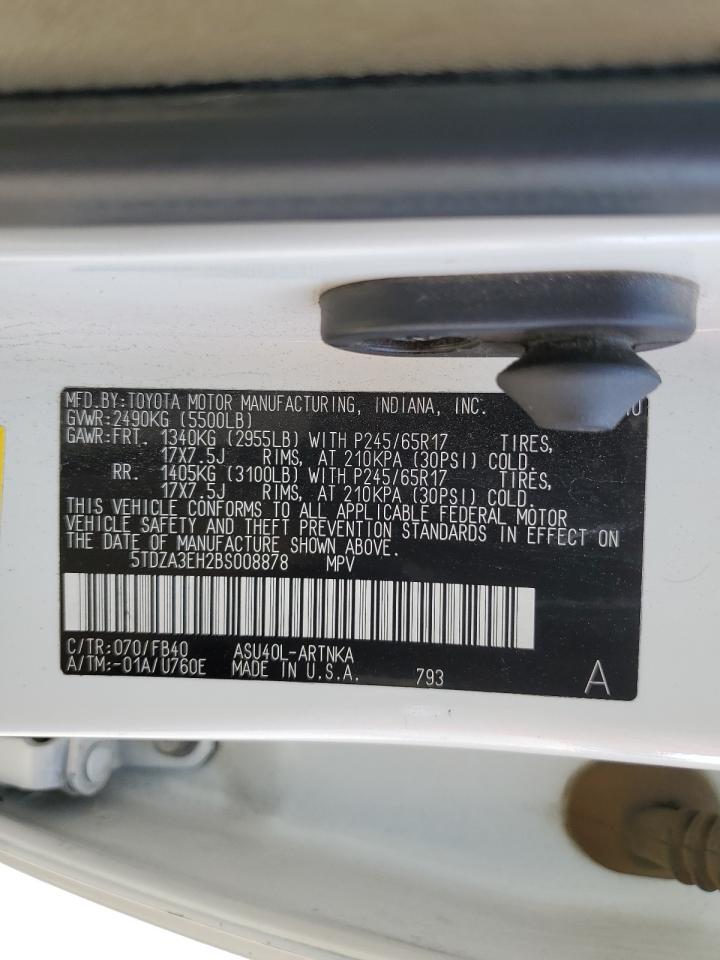 MFD.BY:TOYOTA MOTOR MANUFACTURING, INDIANA, INC.
GVWR:2490KG (5500LB)
GAWR:FRT. 1340KG (2955LB) WITH P245/65R17 TIRES,
17X7.5J RIMS, AT 210KPA (30PSI) COLD.
RR. 1405KG (3100LB) WITH P245/65R17 TIRES,
17X7.5J RIMS, AT 210KPA (30PSI) COLD.
THIS VEHICLE CONFORMS TO ALL APPLICABLE FEDERAL MOTOR
VEHICLE SAFETY AND THEFT PREVENTION STANDARDS IN EFFECT ON
THE DATE OF MANUFACTURE SHOWN ABOVE.
5TDZA3EH2BS008878 MPV
C/TR:070/FB40 ASU40L-ARTNKA
A/TM:-01A/U760E MADE IN U.S.A. 793 A